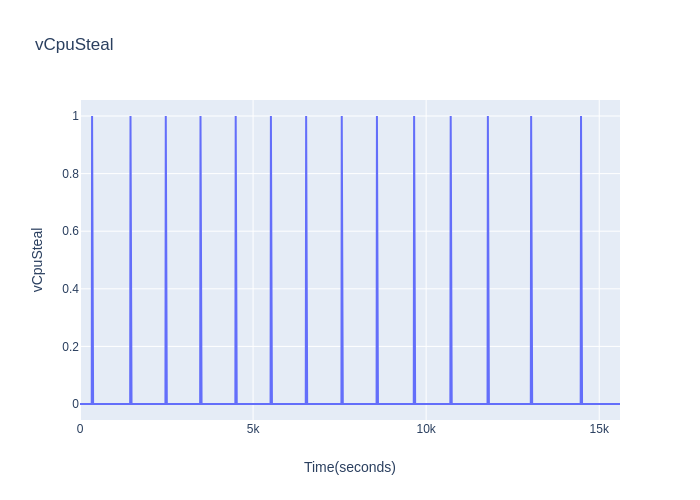 vCpuSteal
1
0.8
0.6
0.4
0.2
0
vCpuSteal
0
5k
10k
15k
Time(seconds)